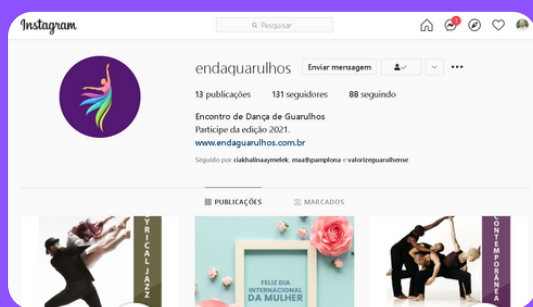 Instagram
Pesquisar
endaguarulhos Enviar mensagem
13 publicações 131 seguidores 88 seguindo
Encontro de Dança de Guarulhos
Participe da edição 2021.
www.endaguarulhos.com.br
Seguido por ciakhalinaaymelek, maathpamplona e valorizeguarulhense
PUBLICAÇÕES MARCADOS
YRICAL JAZZ
FELIZ DIA
INTERNACIONAL
DA MULHER
CONTEMPORÂNEA